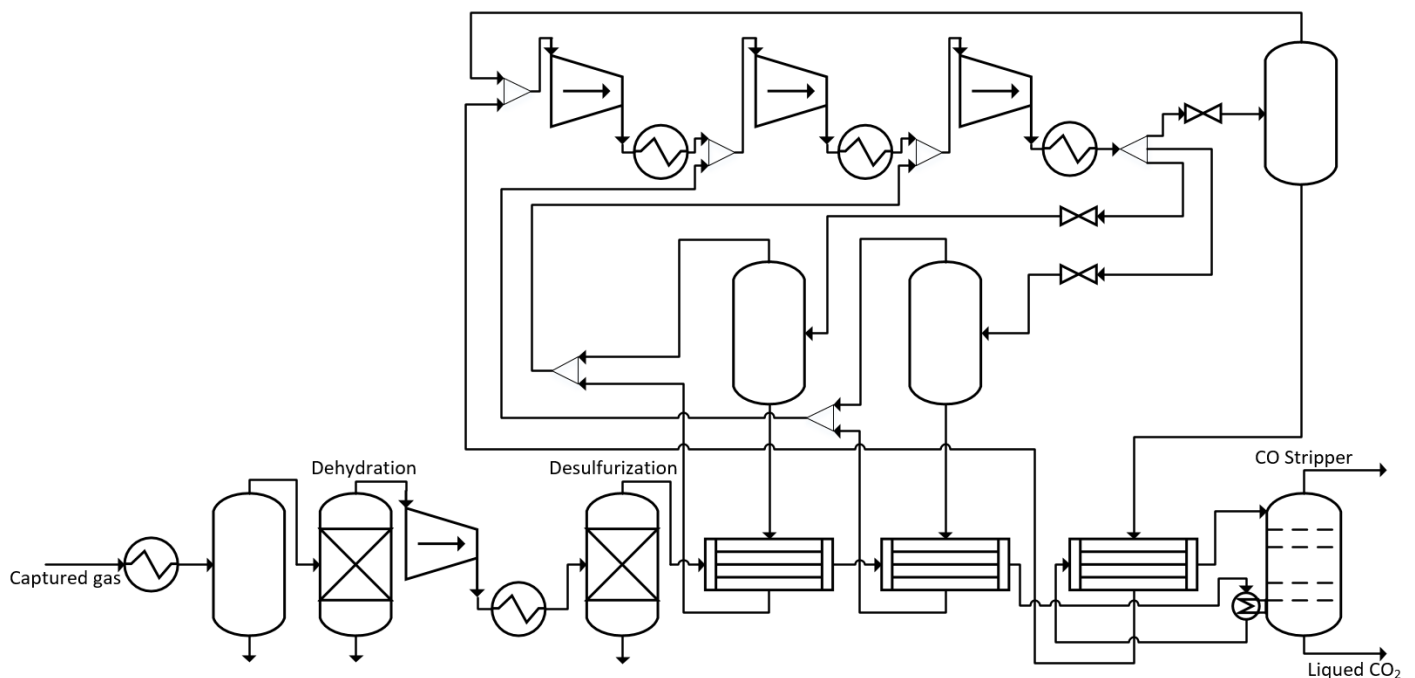 Dehydration
Desulfurization
CO Stripper
Captured gas
Liqued CO₂